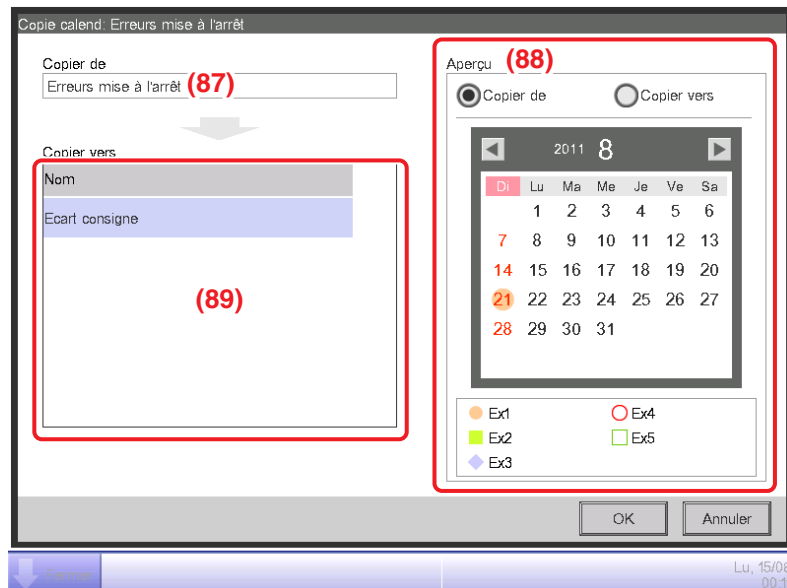 Copie calend: Erreurs mise à l'arrêt
Copier de
Erreurs mise à l'arrêt (87)
Copier vers
Nom
Ecart consigne
(89)
Aperçu (88)
Copier de Copier vers
2011 8
Di Lu Ma Me Je Ve Sa
1 2 3 4 5 6
7 8 9 10 11 12 13
14 15 16 17 18 19 20
21 22 23 24 25 26 27
28 29 30 31
Ex1 Ex4
Ex2 Ex5
Ex3
OK Annuler
Fermer Lu, 15/08
00:1